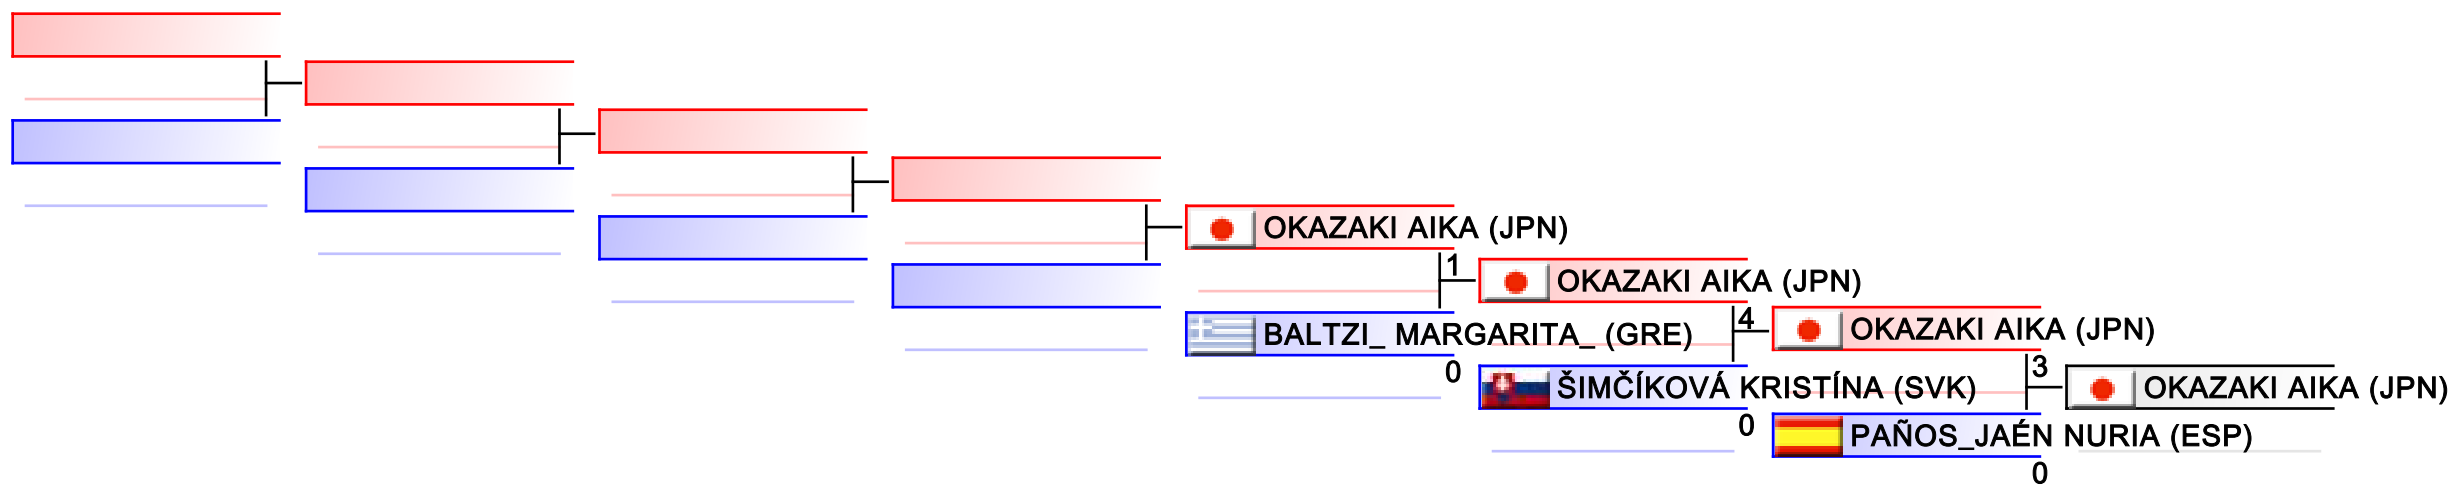 OKAZAKI AIKA (JPN)
1
OKAZAKI AIKA (JPN)
BALTZI_ MARGARITA_ (GRE)
0
4
OKAZAKI AIKA (JPN)
ŠIMČÍKOVÁ KRISTÍNA (SVK)
0
3
OKAZAKI AIKA (JPN)
PAÑOS_JAÉN NURIA (ESP)
0